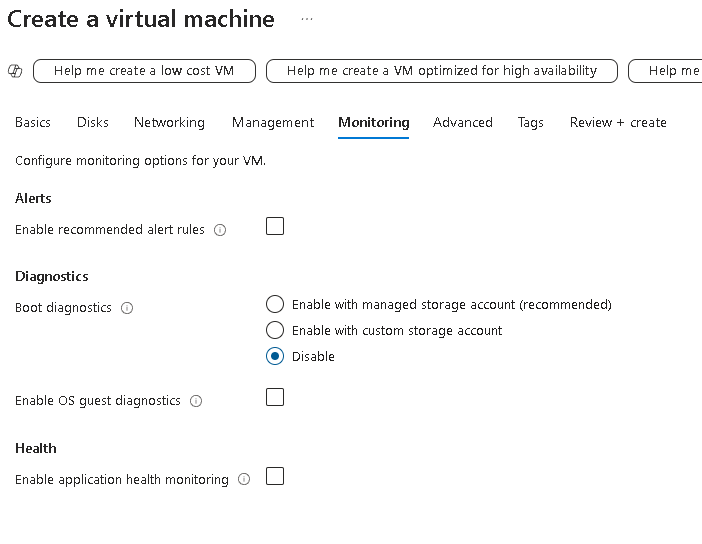 Create a virtual machine ...
Help me create a low cost VM Help me create a VM optimized for high availability Help me
Basics Disks Networking Management Monitoring Advanced Tags Review + create
Configure monitoring options for your VM.
Alerts
Enable recommended alert rules
Diagnostics
Boot diagnostics Enable with managed storage account (recommended)
Enable with custom storage account
Disable
Enable OS guest diagnostics
Health
Enable application health monitoring